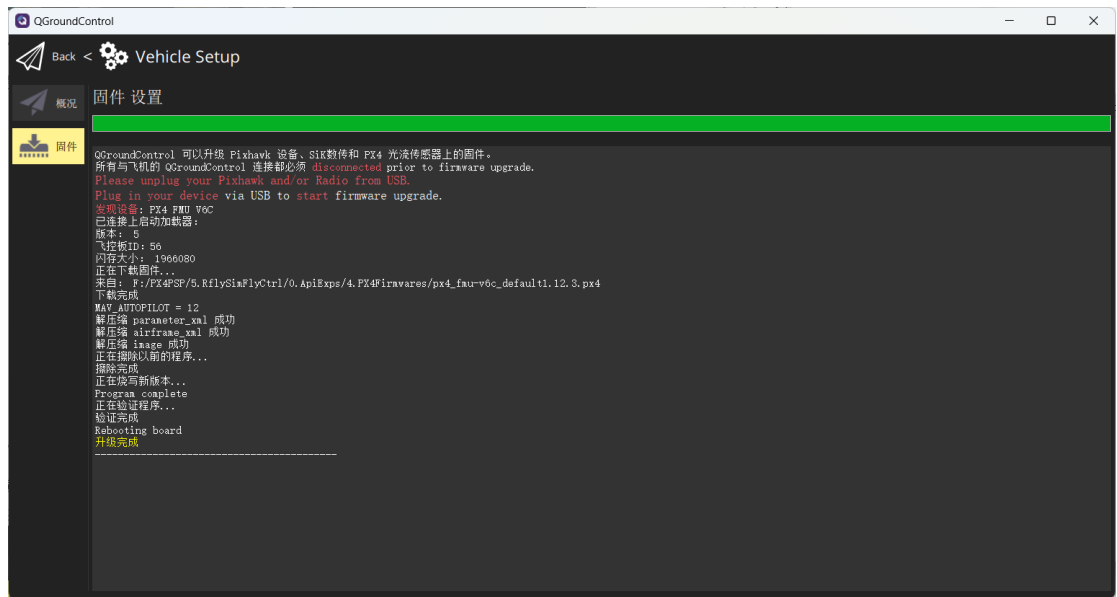 QGroundControl
Back < Vehicle Setup
概况
固件 设置
固件
QGroundControl 可以升级 Pixhawk 设备、SiK数传和 PX4 光流传感器上的固件。
所有与飞机的 QGroundControl 连接都必须 disconnected prior to firmware upgrade.
Please unplug your Pixhawk and/or Radio from USB.
Plug in your device via USB to start firmware upgrade.
发现设备: PX4 FMU V6C
已连接上启动加载器:
版本: 5
飞控板ID: 56
闪存大小: 1966080
正在下载固件...
来自: F:/PX4PSP/5.RflySimFlyCtrl/0.ApiExps/4.PX4Firmwares/px4_fmu-v6c_default1.12.3.px4
下载完成
MAV_AUTOPILOT = 12
解压缩 parameter_xml 成功
解压缩 airframe_xml 成功
解压缩 image 成功
正在擦除以前的程序...
擦除完成
正在烧写新版本...
Program complete
正在验证程序...
验证完成
Rebooting board
升级完成
------------------------------------------